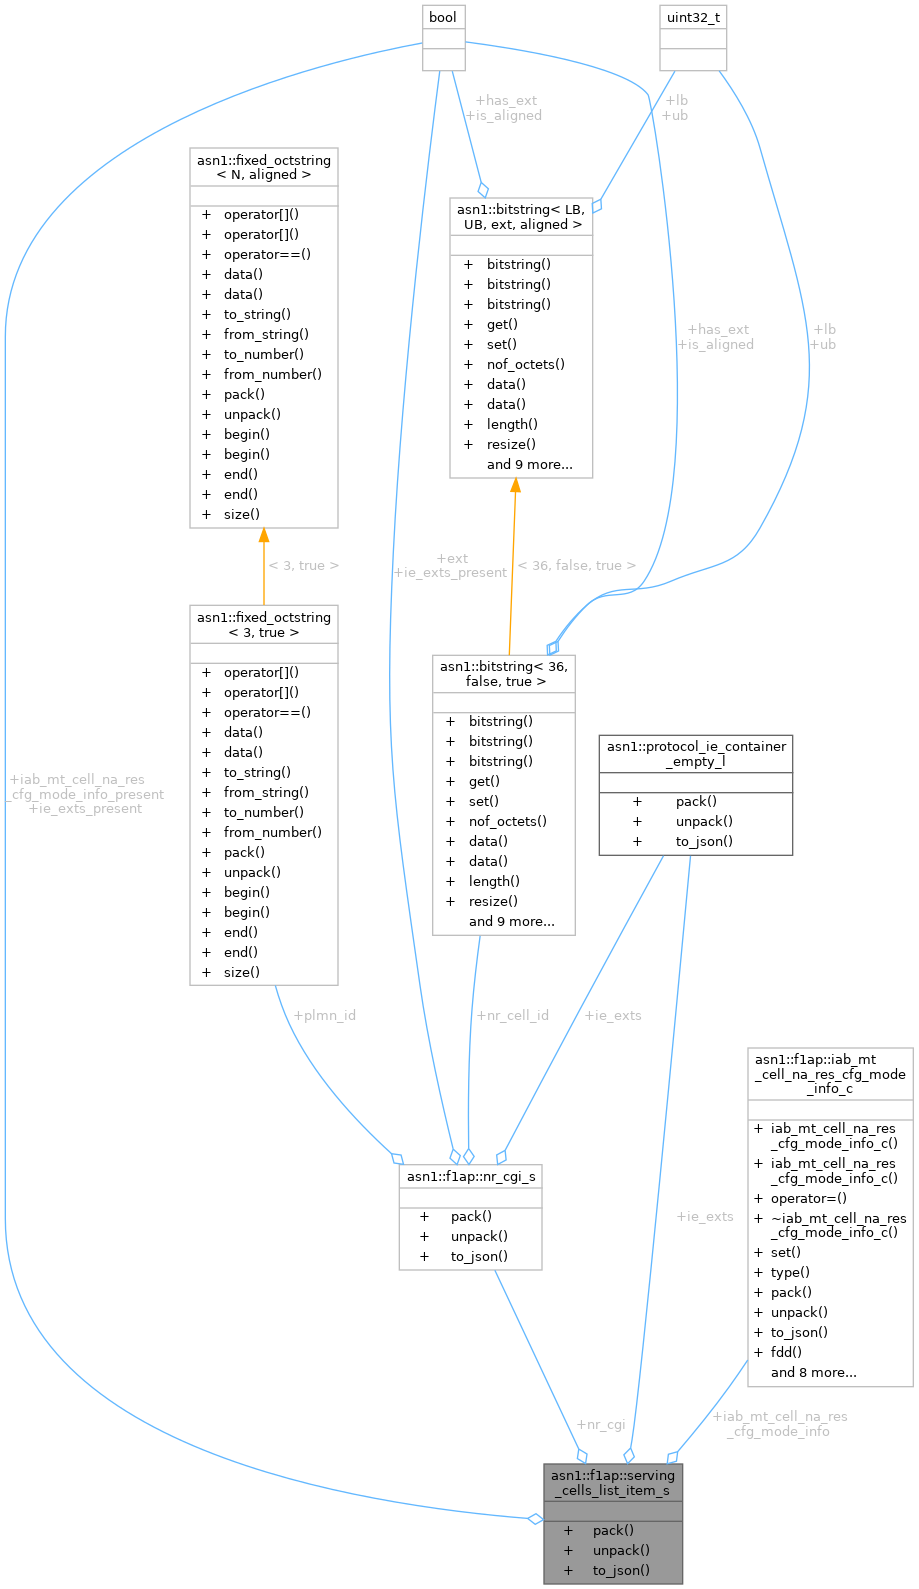 bool
uint32_t
+has_ext
+is_aligned
+lb
+ub
asn1::fixed_octstring
< N, aligned >
+ operator[]()
+ operator[]()
+ operator==()
+ data()
+ data()
+ to_string()
+ from_string()
+ to_number()
+ from_number()
+ pack()
+ unpack()
+ begin()
+ begin()
+ end()
+ end()
+ size()
asn1::bitstring< LB,
UB, ext, aligned >
+ bitstring()
+ bitstring()
+ bitstring()
+ get()
+ set()
+ nof_octets()
+ data()
+ data()
+ length()
+ resize()
and 9 more...
+has_ext
+is_aligned
+lb
+ub
< 3, true >
+ext
+ie_exts_present
< 36, false, true >
asn1::fixed_octstring
< 3, true >
+ operator[]()
+ operator[]()
+ operator==()
+ data()
+ data()
+ to_string()
+ from_string()
+ to_number()
+ from_number()
+ pack()
+ unpack()
+ begin()
+ begin()
+ end()
+ end()
+ size()
asn1::bitstring< 36,
false, true >
+ bitstring()
+ bitstring()
+ bitstring()
+ get()
+ set()
+ nof_octets()
+ data()
+ data()
+ length()
+ resize()
and 9 more...
asn1::protocol_ie_container
_empty_l
+ pack()
+ unpack()
+ to_json()
+iab_mt_cell_na_res
_cfg_mode_info_present
+ie_exts_present
+plmn_id
+nr_cell_id
+ie_exts
asn1::f1ap::iab_mt
_cell_na_res_cfg_mode
_info_c
+ iab_mt_cell_na_res
_cfg_mode_info_c()
+ iab_mt_cell_na_res
_cfg_mode_info_c()
+ operator=()
+ ~iab_mt_cell_na_res
_cfg_mode_info_c()
+ set()
+ type()
+ pack()
+ unpack()
+ to_json()
+ fdd()
and 8 more...
asn1::f1ap::nr_cgi_s
+ pack()
+ unpack()
+ to_json()
+ie_exts
+nr_cgi
+iab_mt_cell_na_res
_cfg_mode_info
asn1::f1ap::serving
_cells_list_item_s
+ pack()
+ unpack()
+ to_json()